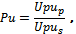 Pu = Upu_p / Upu_s ,